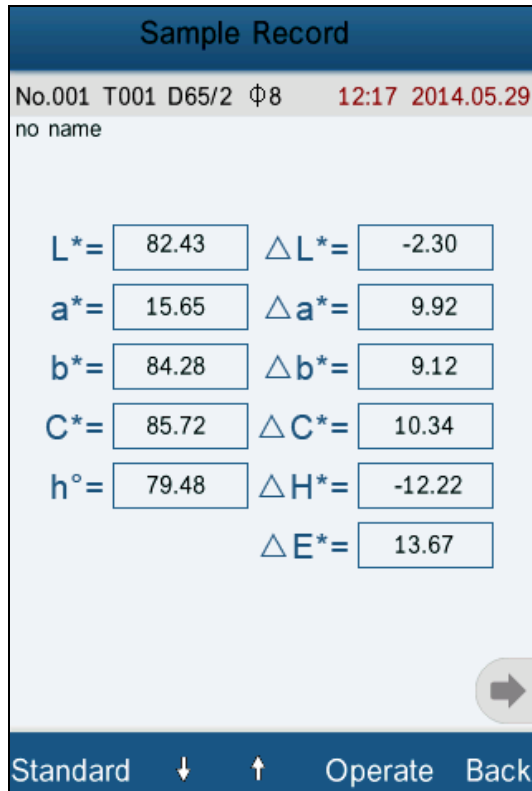 Sample Record
No.001 T001 D65/2 Φ8 12:17 2014.05.29
no name
L*= 82.43 △L*= -2.30
a*= 15.65 △a*= 9.92
b*= 84.28 △b*= 9.12
C*= 85.72 △C*= 10.34
h°= 79.48 △H*= -12.22
△E*= 13.67
Standard ↓ ↑ Operate Back